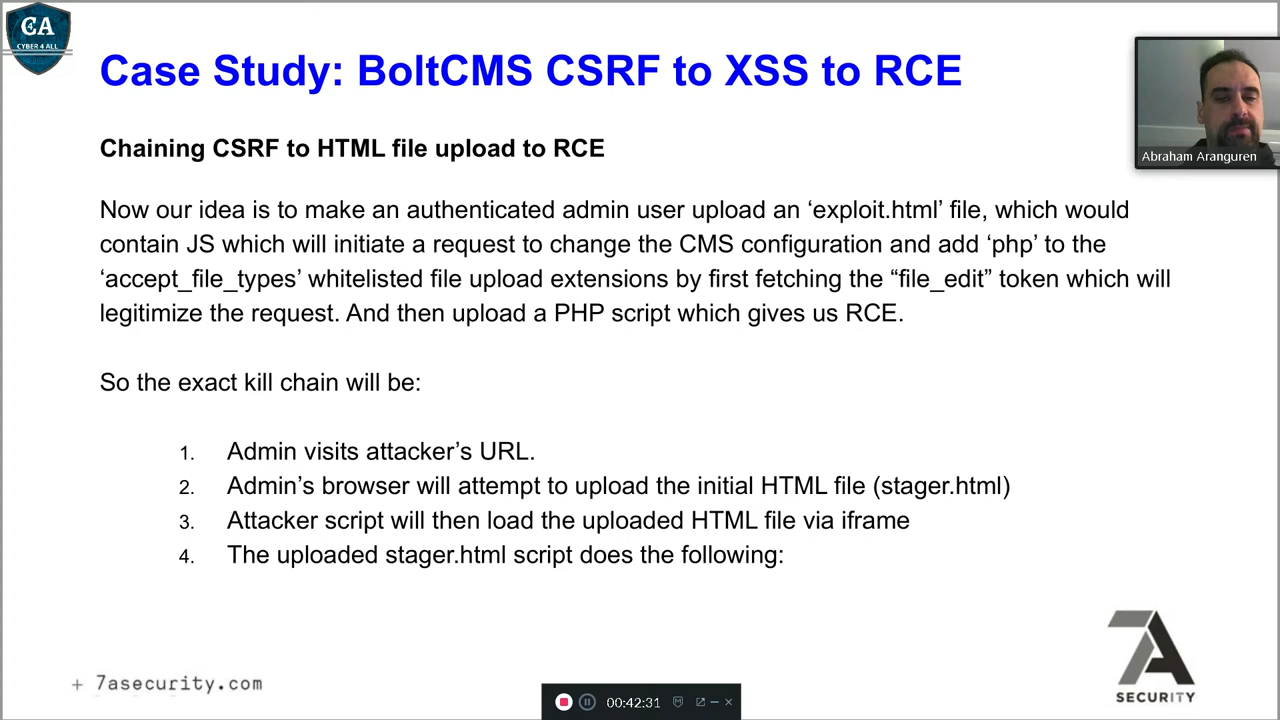 CA
CYBER 4 ALL
Case Study: BoltCMS CSRF to XSS to RCE
Abraham Aranguren
Chaining CSRF to HTML file upload to RCE
Now our idea is to make an authenticated admin user upload an ‘exploit.html’ file, which would
contain JS which will initiate a request to change the CMS configuration and add ‘php’ to the
‘accept_file_types’ whitelisted file upload extensions by first fetching the “file_edit” token which will
legitimize the request. And then upload a PHP script which gives us RCE.
So the exact kill chain will be:
1. Admin visits attacker’s URL.
2. Admin’s browser will attempt to upload the initial HTML file (stager.html)
3. Attacker script will then load the uploaded HTML file via iframe
4. The uploaded stager.html script does the following:
+ 7asecurity.com
00:42:31
7A
SECURITY